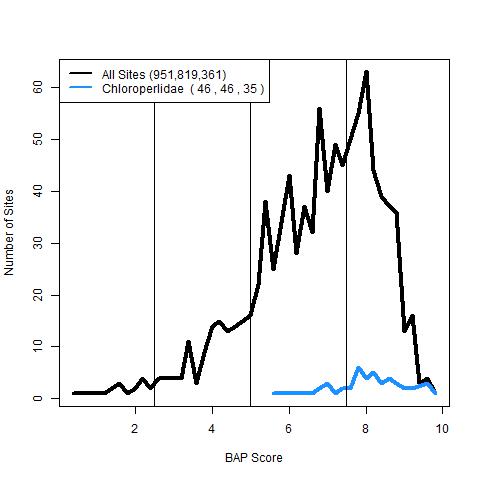 All Sites (951,819,361)
Chloroperlidae ( 46 , 46 , 35 )
Number of Sites
60
50
40
30
20
10
0
2 4 6 8 10
BAP Score